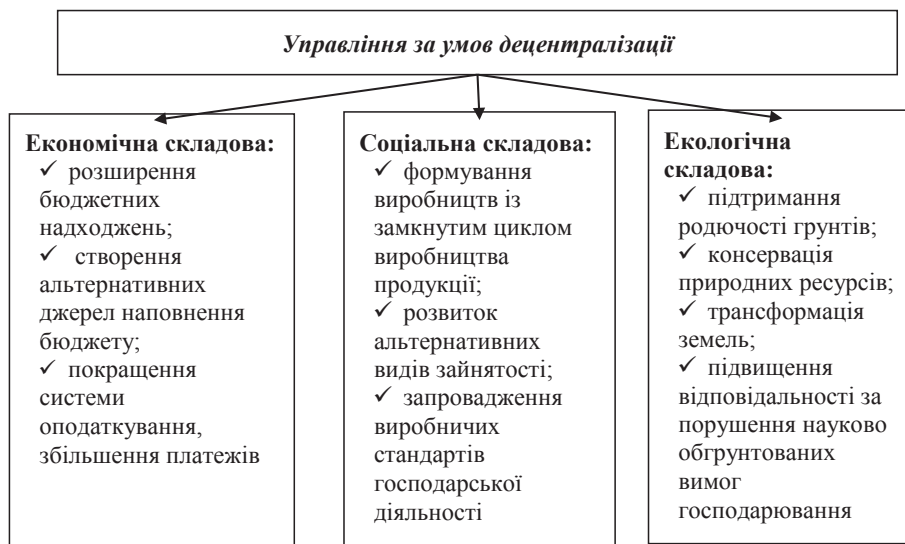 Управління за умов децентралізації
Економічна складова:
✓ розширення
бюджетних
надходжень;
✓ створення
альтернативних
джерел наповнення
бюджету;
✓ покращення
системи
оподаткування,
збільшення платежів
Соціальна складова:
✓ формування
виробництв із
замкнутим циклом
виробництва
продукції;
✓ розвиток
альтернативних
видів зайнятості;
✓ запровадження
виробничих
стандартів
господарської
діяльності
Екологічна
складова:
✓ підтримання
родючості грунтів;
✓ консервація
природних ресурсів;
✓ трансформація
земель;
✓ підвищення
відповідальності за
порушення науково
обгрунтованих
вимог
господарювання